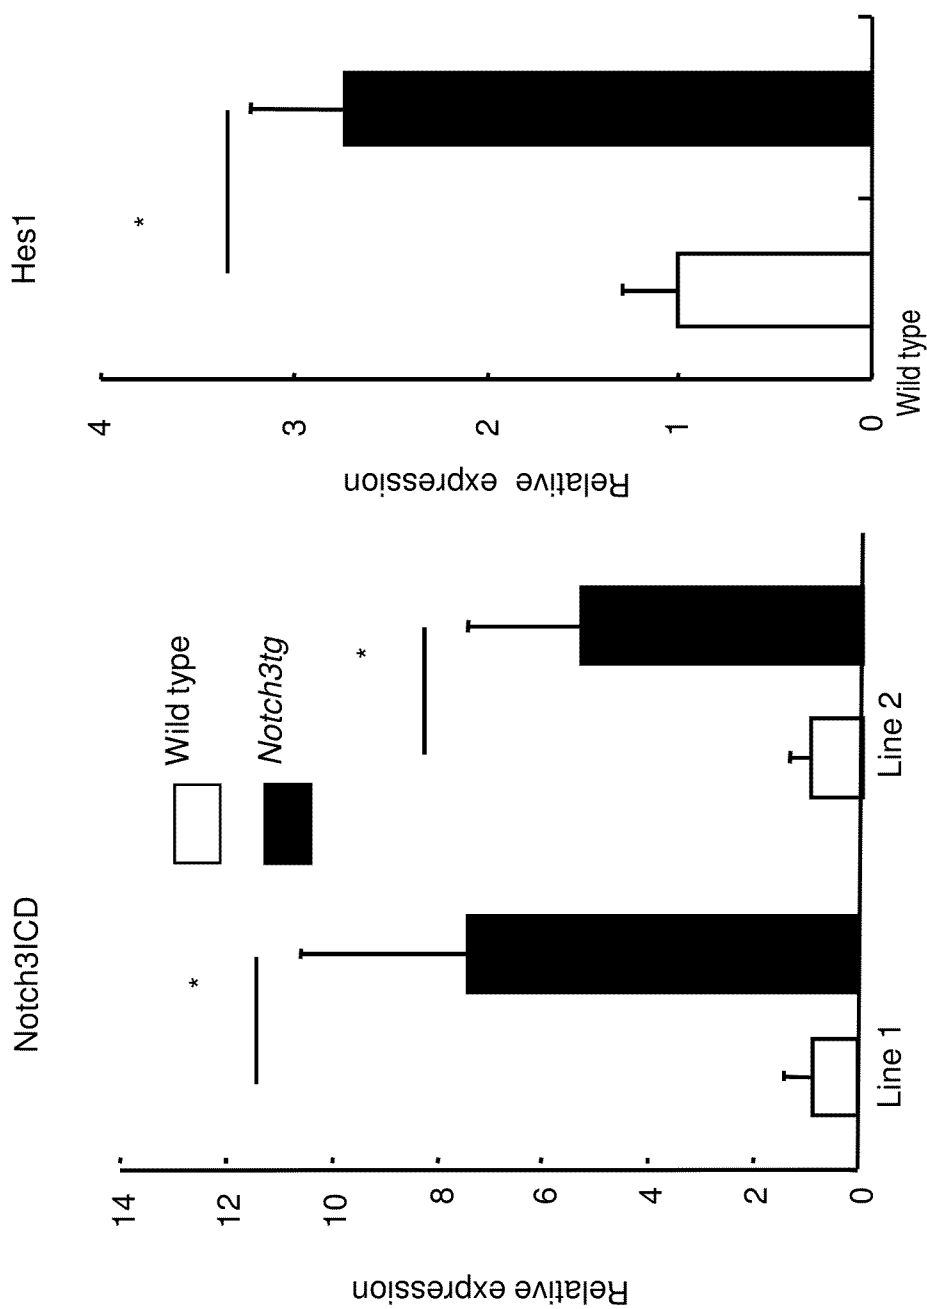 Notch3ICD
Relative expression
14
12
10
8
6
4
2
0
Wild type
Notch3tg
*
*
Line 1
Line 2
Hes1
Relative expression
4
3
2
1
0
*
Wild type